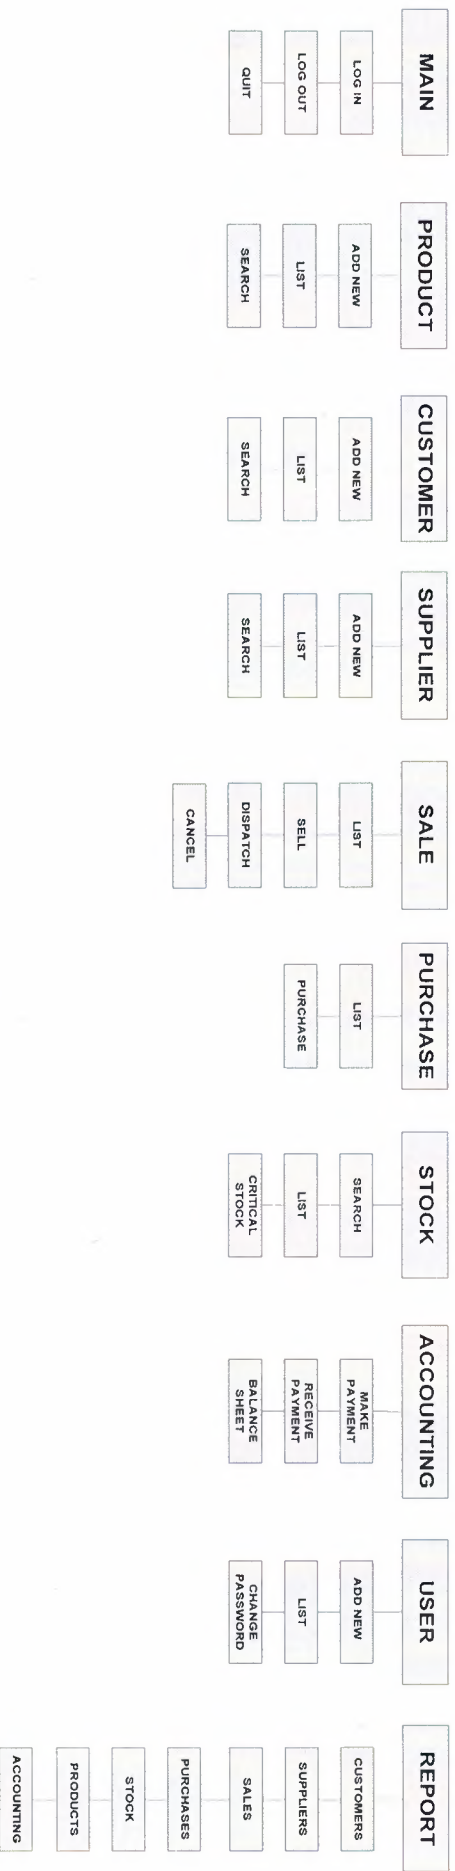 MAIN
LOG IN
LOG OUT
QUIT
PRODUCT
ADD NEW
LIST
SEARCH
CUSTOMER
ADD NEW
LIST
SEARCH
SUPPLIER
ADD NEW
LIST
SEARCH
SALE
LIST
SELL
DISPATCH
CANCEL
PURCHASE
LIST
PURCHASE
STOCK
SEARCH
LIST
CRITICAL
STOCK
ACCOUNTING
MAKE
PAYMENT
RECEIVE
PAYMENT
BALANCE
SHEET
USER
ADD NEW
LIST
CHANGE
PASSWORD
REPORT
CUSTOMERS
SUPPLIERS
SALES
PURCHASES
STOCK
PRODUCTS
ACCOUNTING